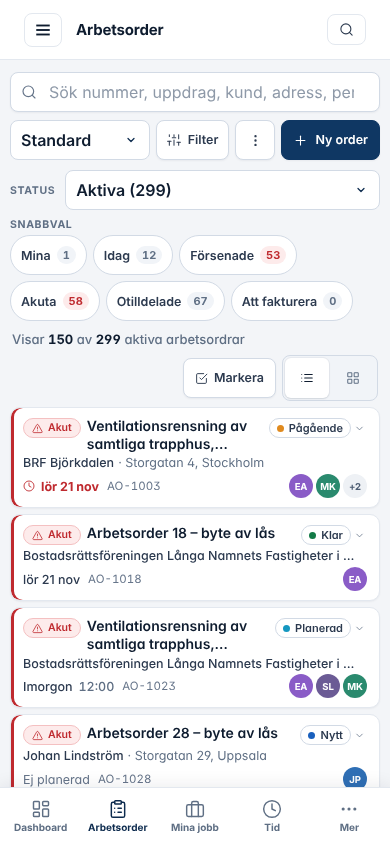 Arbetsorder
Sök nummer, uppdrag, kund, adress, per
Standard
Filter
Ny order
STATUS
Aktiva (299)
SNABBVAL
Mina 1
Idag 12
Försenade 53
Akuta 58
Otilldelade 67
Att fakturera 0
Visar 150 av 299 aktiva arbetsordrar
Markera
Akut Ventilationsrensning av Pågående
samtliga trapphus,...
BRF Björkdalen · Storgatan 4, Stockholm
lör 21 nov AO-1003 EA MK +2
Akut Arbetsorder 18 – byte av lås Klar
Bostadsrättsföreningen Långa Namnets Fastigheter i ...
lör 21 nov AO-1018 EA
Akut Ventilationsrensning av Planerad
samtliga trapphus,...
Bostadsrättsföreningen Långa Namnets Fastigheter i ...
Imorgon 12:00 AO-1023 EA SL MK
Akut Arbetsorder 28 – byte av lås Nytt
Johan Lindström · Storgatan 29, Uppsala
Ej planerad AO-1028 JP
Dashboard Arbetsorder Mina jobb Tid Mer